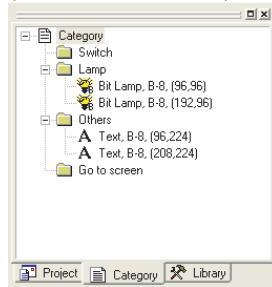 Category
Switch
Lamp
Bit Lamp, B-8, (96,96)
Bit Lamp, B-8, (192,96)
Others
A Text, B-8, (96,224)
A Text, B-8, (208,224)
Go to screen
Project Category Library